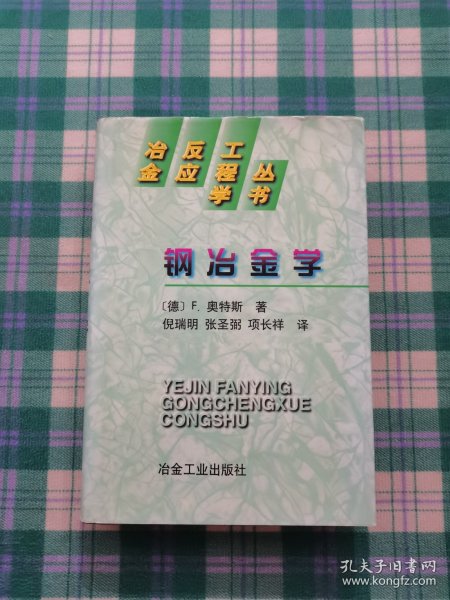 冶金反应工程学丛书
钢冶金学
〔德〕F. 奥特斯 著
倪瑞明 张圣弼 项长祥 译
YEJIN FANYING
GONGCHENGXUE
CONGSHU
冶金工业出版社
孔夫子旧书网
www.kongfz.com